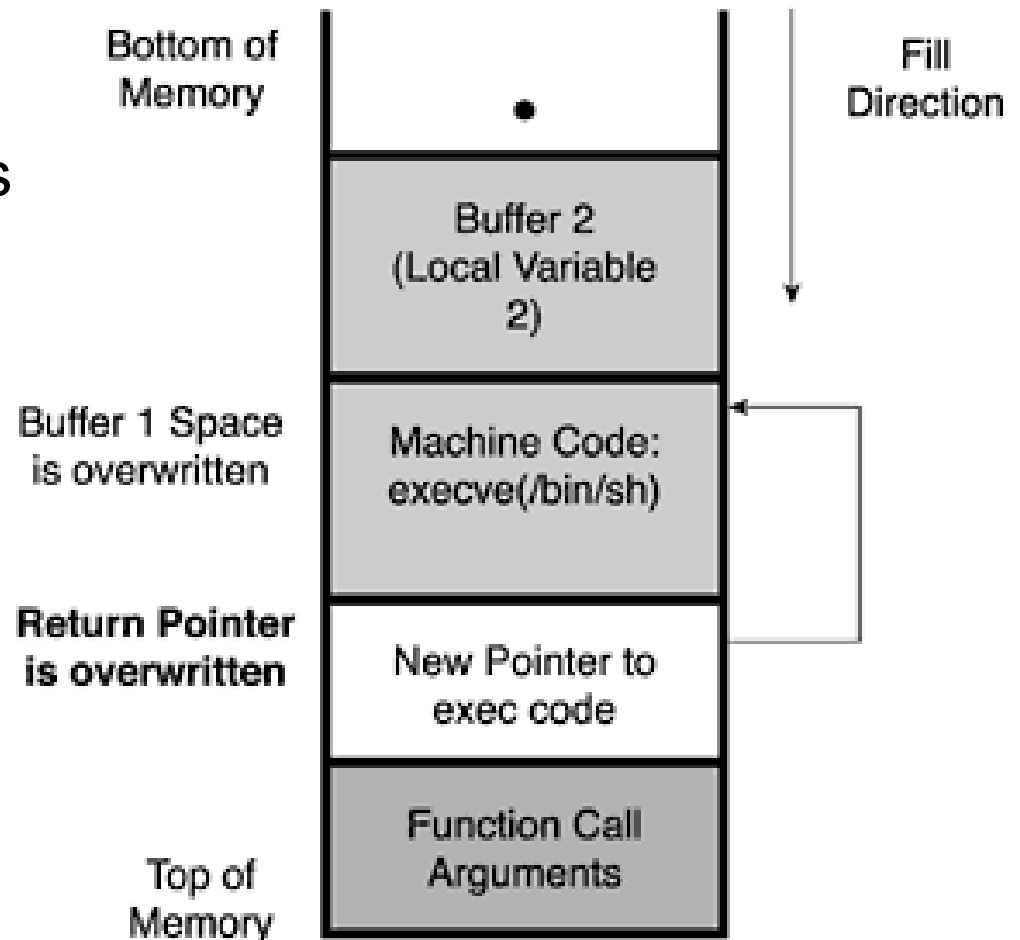 Bottom of
Memory
Fill
Direction
s
Buffer 2
(Local Variable
2)
Buffer 1 Space
is overwritten
Machine Code:
execve(/bin/sh)
Return Pointer
is overwritten
New Pointer to
exec code
Function Call
Arguments
Top of
Memory